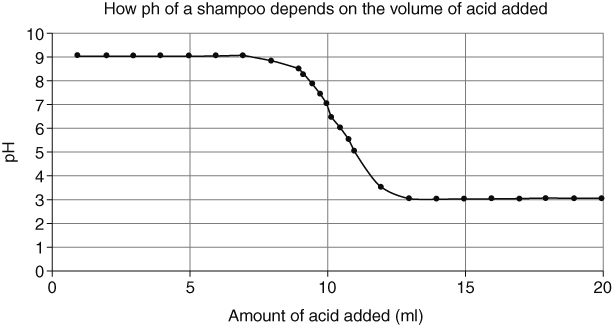 How ph of a shampoo depends on the volume of acid added
10
9
8
7
6
5
4
3
2
1
0
pH
0 5 10 15 20
Amount of acid added (ml)